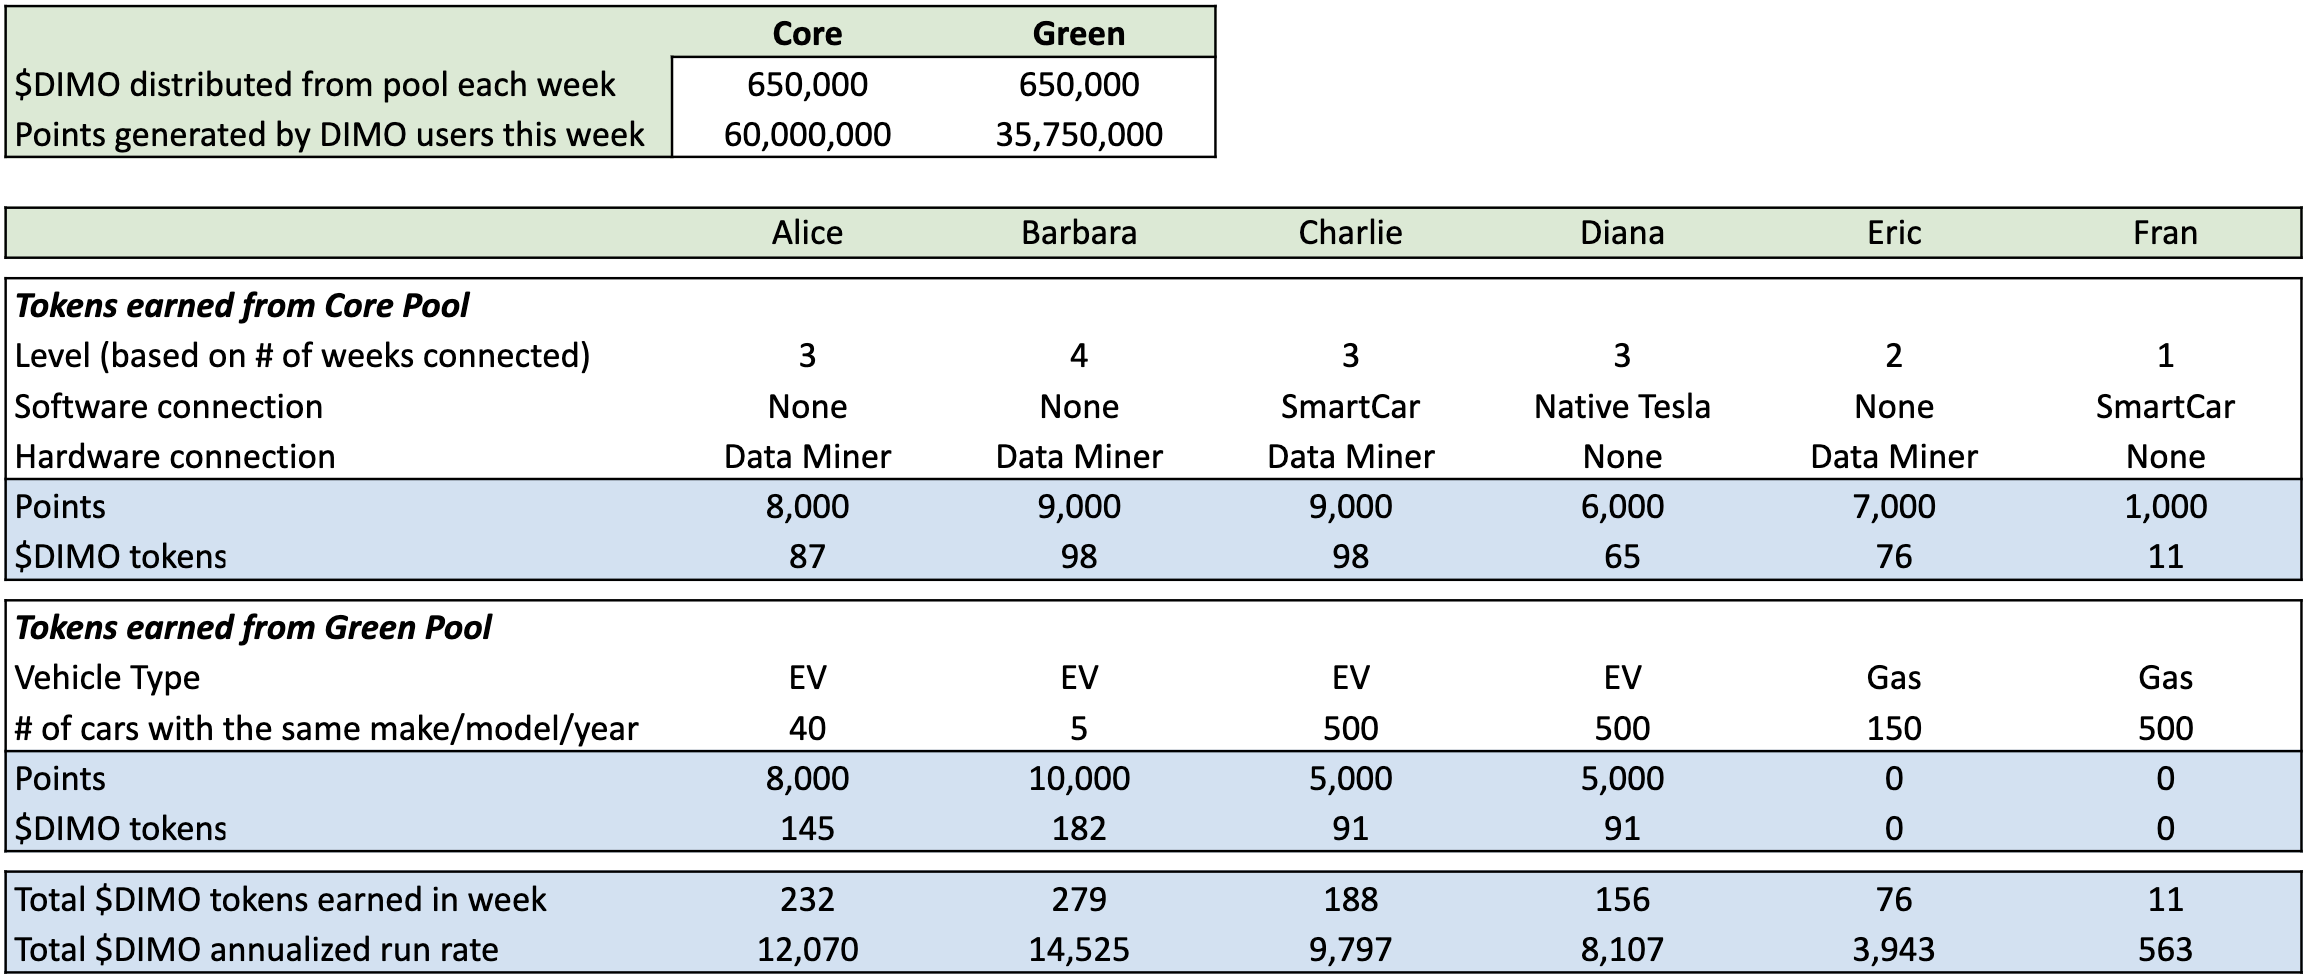 Core Green
$DIMO distributed from pool each week 650,000 650,000
Points generated by DIMO users this week 60,000,000 35,750,000
Alice Barbara Charlie Diana Eric Fran
Tokens earned from Core Pool
Level (based on # of weeks connected) 3 4 3 3 2 1
Software connection None None SmartCar Native Tesla None SmartCar
Hardware connection Data Miner Data Miner Data Miner None Data Miner None
Points 8,000 9,000 9,000 6,000 7,000 1,000
$DIMO tokens 87 98 98 65 76 11
Tokens earned from Green Pool
Vehicle Type EV EV EV EV Gas Gas
# of cars with the same make/model/year 40 5 500 500 150 500
Points 8,000 10,000 5,000 5,000 0 0
$DIMO tokens 145 182 91 91 0 0
Total $DIMO tokens earned in week 232 279 188 156 76 11
Total $DIMO annualized run rate 12,070 14,525 9,797 8,107 3,943 563